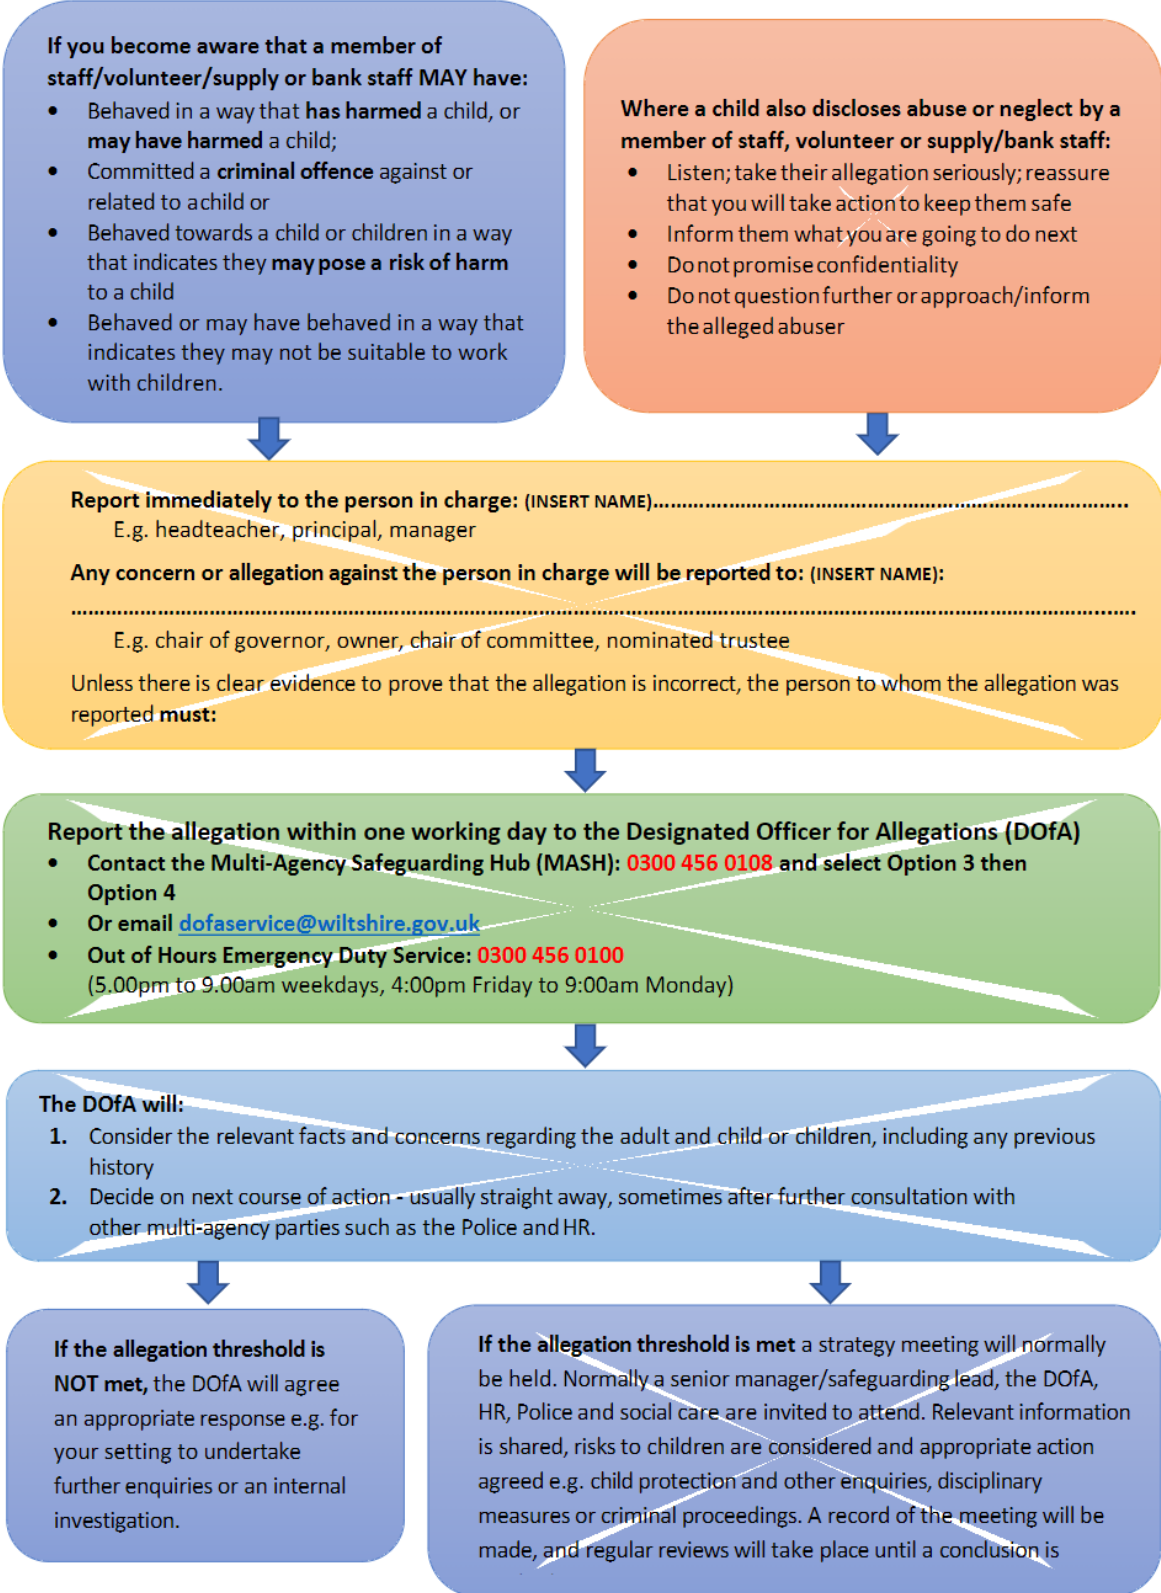 If you become aware that a member of
staff/volunteer/supply or bank staff MAY have:
• Behaved in a way that has harmed a child, or
may have harmed a child;
• Committed a criminal offence against or
related to a child or
• Behaved towards a child or children in a way
that indicates they may pose a risk of harm
to a child
• Behaved or may have behaved in a way that
indicates they may not be suitable to work
with children.
Where a child also discloses abuse or neglect by a
member of staff, volunteer or supply/bank staff:
• Listen; take their allegation seriously; reassure
that you will take action to keep them safe
• Inform them what you are going to do next
• Do not promise confidentiality
• Do not question further or approach/inform
the alleged abuser
Report immediately to the person in charge: (INSERT NAME)……………………………………………………………………..
E.g. headteacher, principal, manager
Any concern or allegation against the person in charge will be reported to: (INSERT NAME):
……………………………………………………………………………………………………………………………………………………
E.g. chair of governor, owner, chair of committee, nominated trustee
Unless there is clear evidence to prove that the allegation is incorrect, the person to whom the allegation was
reported must:
Report the allegation within one working day to the Designated Officer for Allegations (DOfA)
• Contact the Multi-Agency Safeguarding Hub (MASH): 0300 456 0108 and select Option 3 then
Option 4
• Or email dofaservice@wiltshire.gov.uk
• Out of Hours Emergency Duty Service: 0300 456 0100
(5.00pm to 9.00am weekdays, 4:00pm Friday to 9:00am Monday)
The DOfA will:
1. Consider the relevant facts and concerns regarding the adult and child or children, including any previous
history
2. Decide on next course of action - usually straight away, sometimes after further consultation with
other multi-agency parties such as the Police and HR.
If the allegation threshold is
NOT met, the DOfA will agree
an appropriate response e.g. for
your setting to undertake
further enquiries or an internal
investigation.
If the allegation threshold is met a strategy meeting will normally
be held. Normally a senior manager/safeguarding lead, the DOfA,
HR, Police and social care are invited to attend. Relevant information
is shared, risks to children are considered and appropriate action
agreed e.g. child protection and other enquiries, disciplinary
measures or criminal proceedings. A record of the meeting will be
made, and regular reviews will take place until a conclusion is